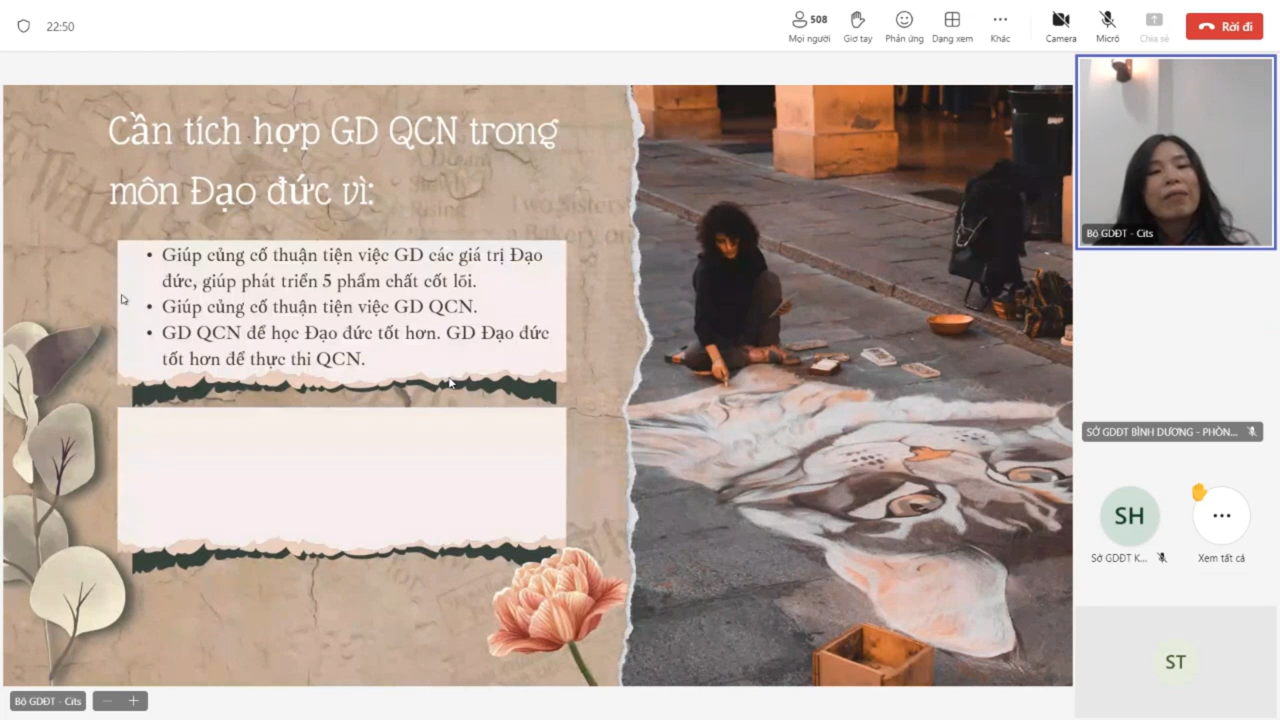 22:50
508
Mọi người
Giơ tay
Phản ứng
Dạng xem
Khác
Camera
Micrô
Chia sẻ
Rời đi
Cần tích hợp GD QCN trong
môn Đạo đức vì:
• Giúp củng cố thuận tiện việc GD các giá trị Đạo
đức, giúp phát triển 5 phẩm chất cốt lõi.
• Giúp củng cố thuận tiện việc GD QCN.
• GD QCN để học Đạo đức tốt hơn. GD Đạo đức
tốt hơn để thực thi QCN.
Bộ GDĐT - Cits
SỞ GDĐT BÌNH DƯƠNG - PHÒN...
SH
Sở GDĐT K...
Xem tất cả
ST
Bộ GDĐT - Cits